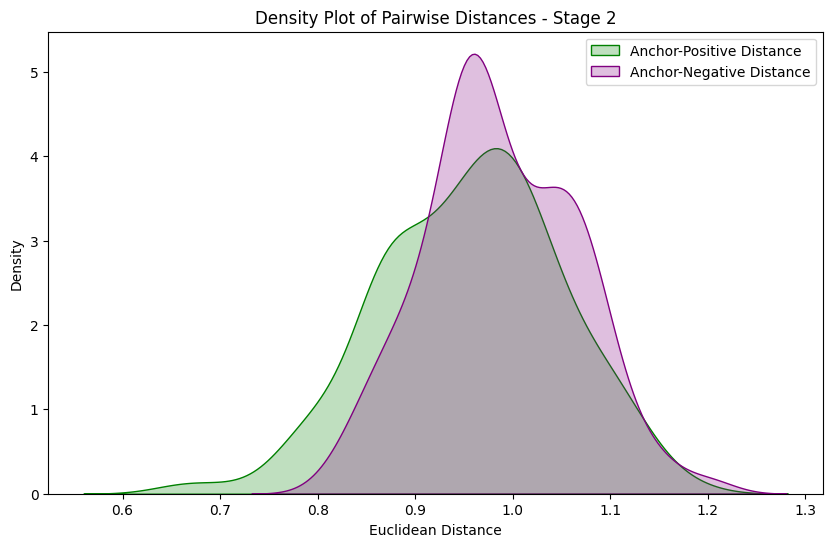 Density Plot of Pairwise Distances - Stage 2
Anchor-Positive Distance
Anchor-Negative Distance
Density
5
4
3
2
1
0
0.6 0.7 0.8 0.9 1.0 1.1 1.2 1.3
Euclidean Distance